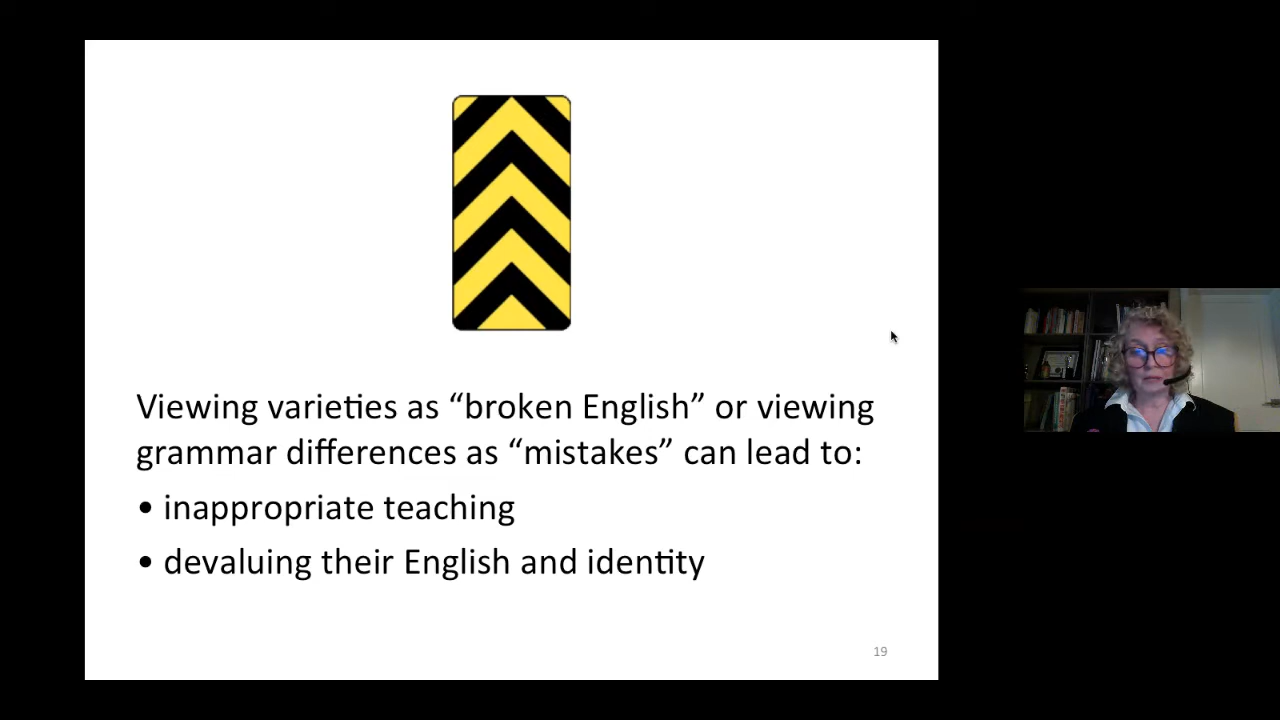 Viewing varieties as “broken English” or viewing
grammar differences as “mistakes” can lead to:
• inappropriate teaching
• devaluing their English and identity
19